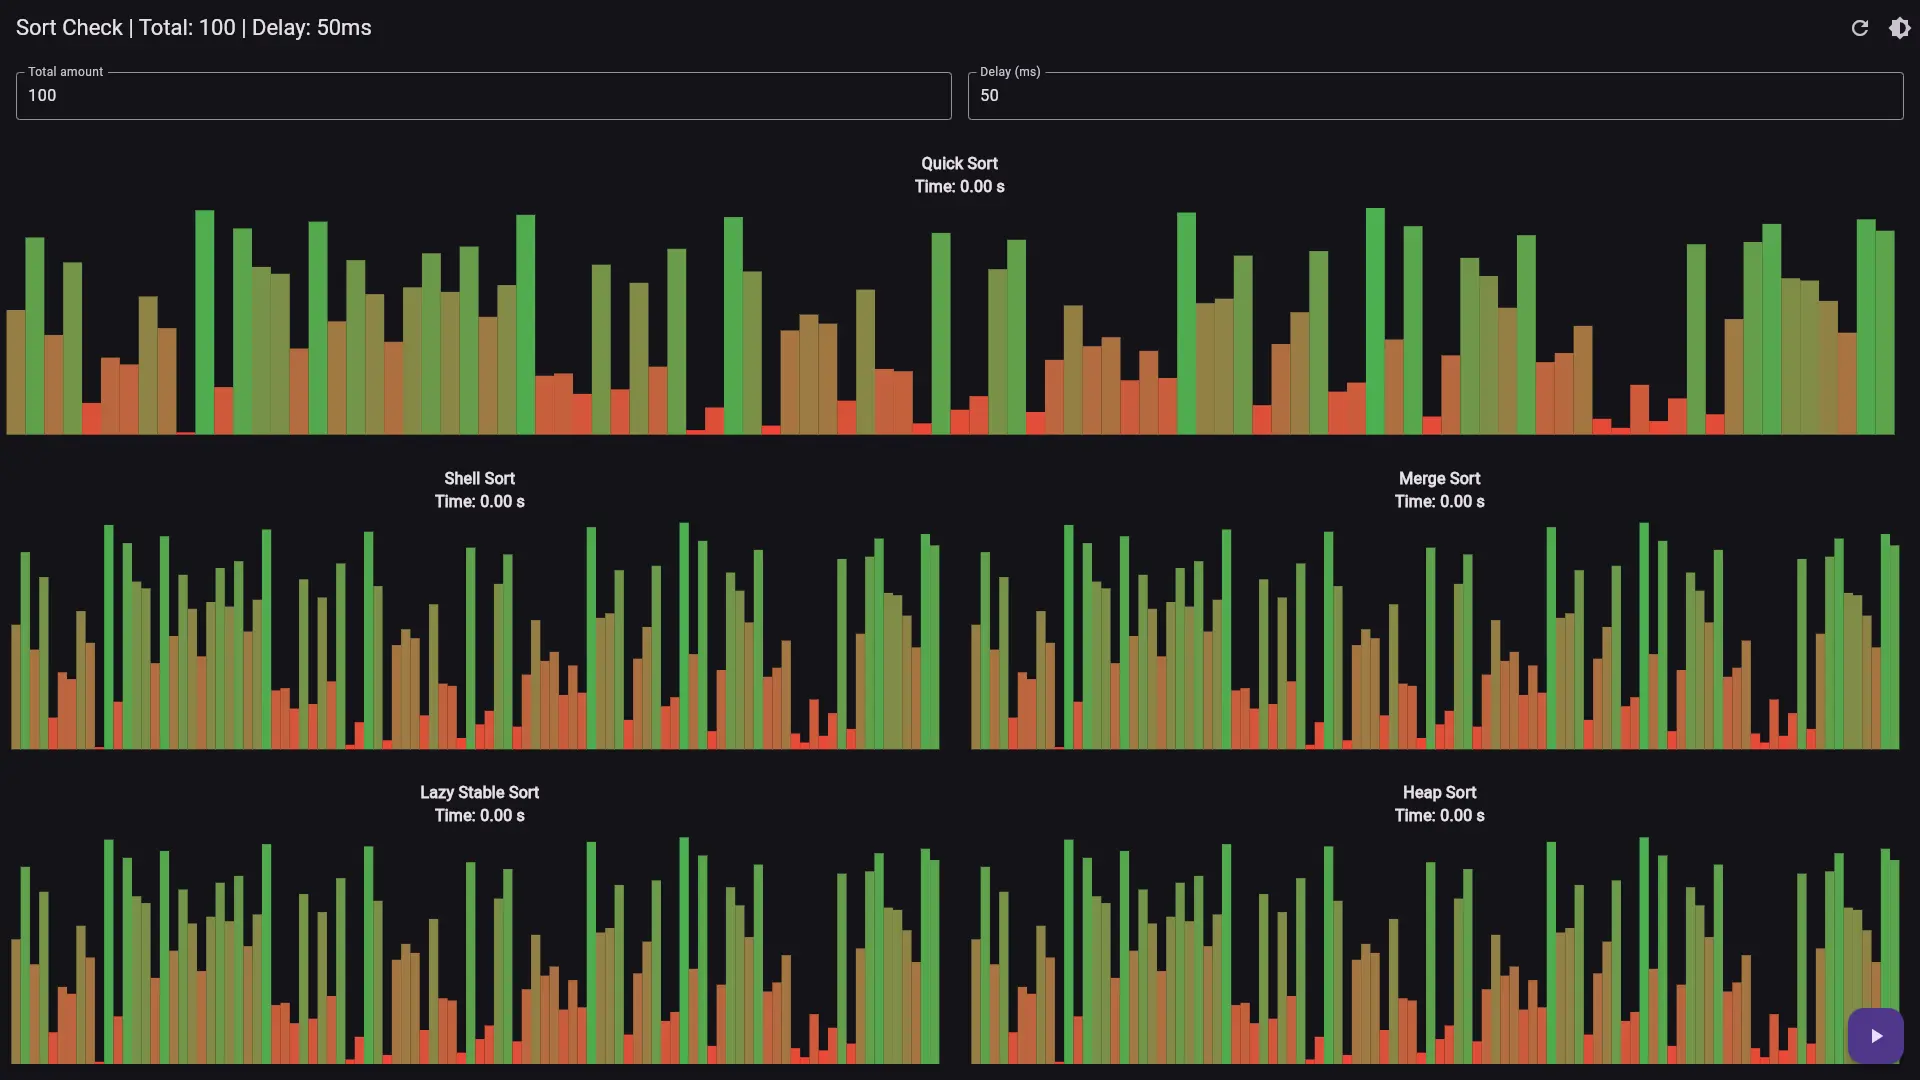 Sort Check | Total: 100 | Delay: 50ms
Total amount
100
Delay (ms)
50
Quick Sort
Time: 0.00 s
Shell Sort
Time: 0.00 s
Merge Sort
Time: 0.00 s
Lazy Stable Sort
Time: 0.00 s
Heap Sort
Time: 0.00 s